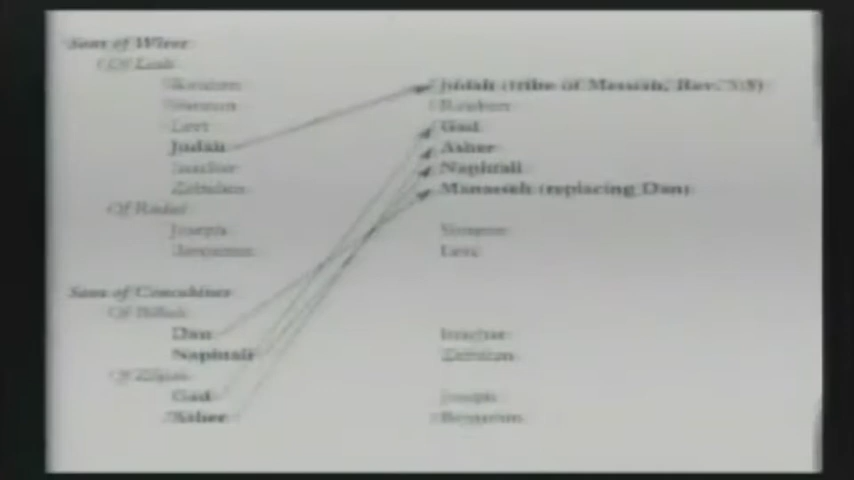 Sons of Wives
Of Leah
Reuben
Simeon
Levi
Judah
Issachar
Zebulun
Of Rachel
Joseph
Benjamin
Sons of Concubines
Of Bilhah
Dan
Naphtali
Of Zilpah
Gad
Asher
Judah (tribe of Messiah, Rev. 5:5)
Reuben
Gad
Asher
Naphtali
Manasseh (replacing Dan)
Simeon
Levi
Issachar
Zebulun
Joseph
Benjamin